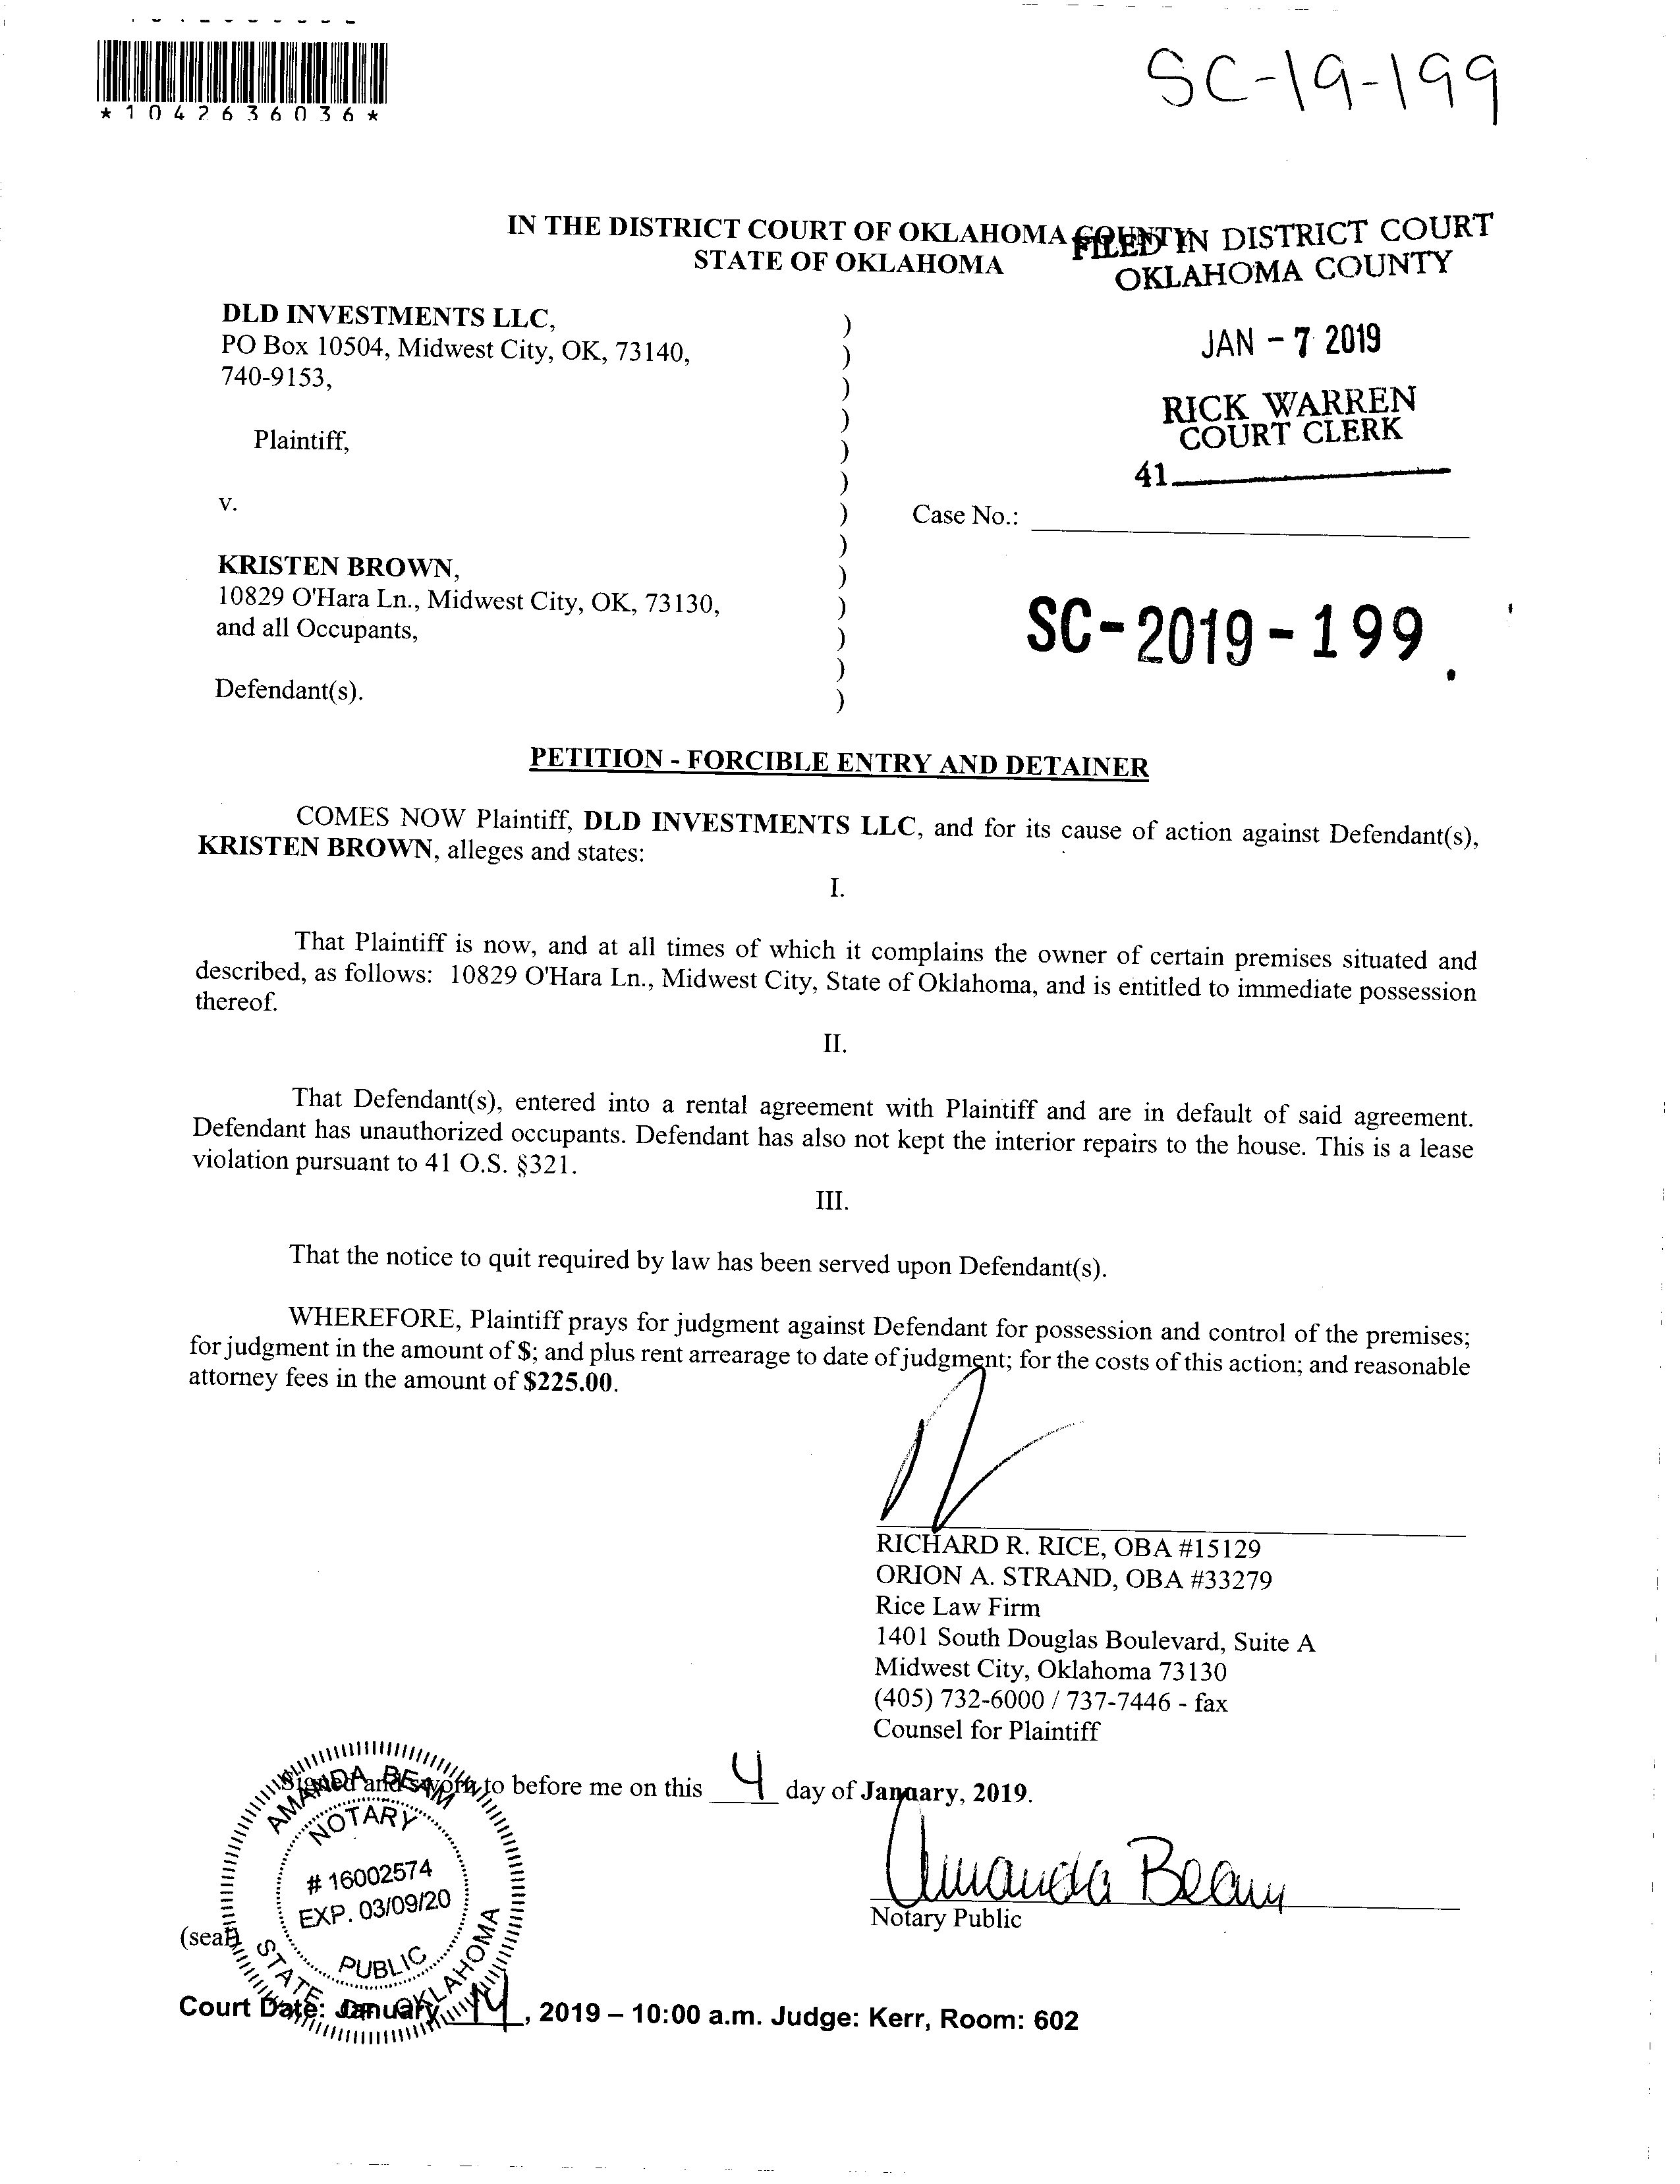 *1042636036*
SC-19-199
IN THE DISTRICT COURT OF OKLAHOMA COUNTY
STATE OF OKLAHOMA
FILED IN DISTRICT COURT
OKLAHOMA COUNTY
JAN - 7 2019
RICK WARREN
COURT CLERK
41
DLD INVESTMENTS LLC, )
PO Box 10504, Midwest City, OK, 73140, )
740-9153, )
)
Plaintiff, )
)
v. ) Case No.:
)
KRISTEN BROWN, )
10829 O'Hara Ln., Midwest City, OK, 73130, )
and all Occupants, )
)
Defendant(s). )
SC-2019-199
PETITION - FORCIBLE ENTRY AND DETAINER
COMES NOW Plaintiff, DLD INVESTMENTS LLC, and for its cause of action against Defendant(s),
KRISTEN BROWN, alleges and states:
I.
That Plaintiff is now, and at all times of which it complains the owner of certain premises situated and
described, as follows: 10829 O'Hara Ln., Midwest City, State of Oklahoma, and is entitled to immediate possession
thereof.
II.
That Defendant(s), entered into a rental agreement with Plaintiff and are in default of said agreement.
Defendant has unauthorized occupants. Defendant has also not kept the interior repairs to the house. This is a lease
violation pursuant to 41 O.S. §321.
III.
That the notice to quit required by law has been served upon Defendant(s).
WHEREFORE, Plaintiff prays for judgment against Defendant for possession and control of the premises;
for judgment in the amount of $; and plus rent arrearage to date of judgment; for the costs of this action; and reasonable
attorney fees in the amount of $225.00.
RICHARD R. RICE, OBA #15129
ORION A. STRAND, OBA #33279
Rice Law Firm
1401 South Douglas Boulevard, Suite A
Midwest City, Oklahoma 73130
(405) 732-6000 / 737-7446 - fax
Counsel for Plaintiff
Signed and sworn to before me on this 4 day of January, 2019.
Amanda Beam
Notary Public
AMANDA BEAM
NOTARY
# 16002574
EXP. 03/09/20
PUBLIC
STATE OF OKLAHOMA
(seal)
Court Date: January 14, 2019 – 10:00 a.m. Judge: Kerr, Room: 602